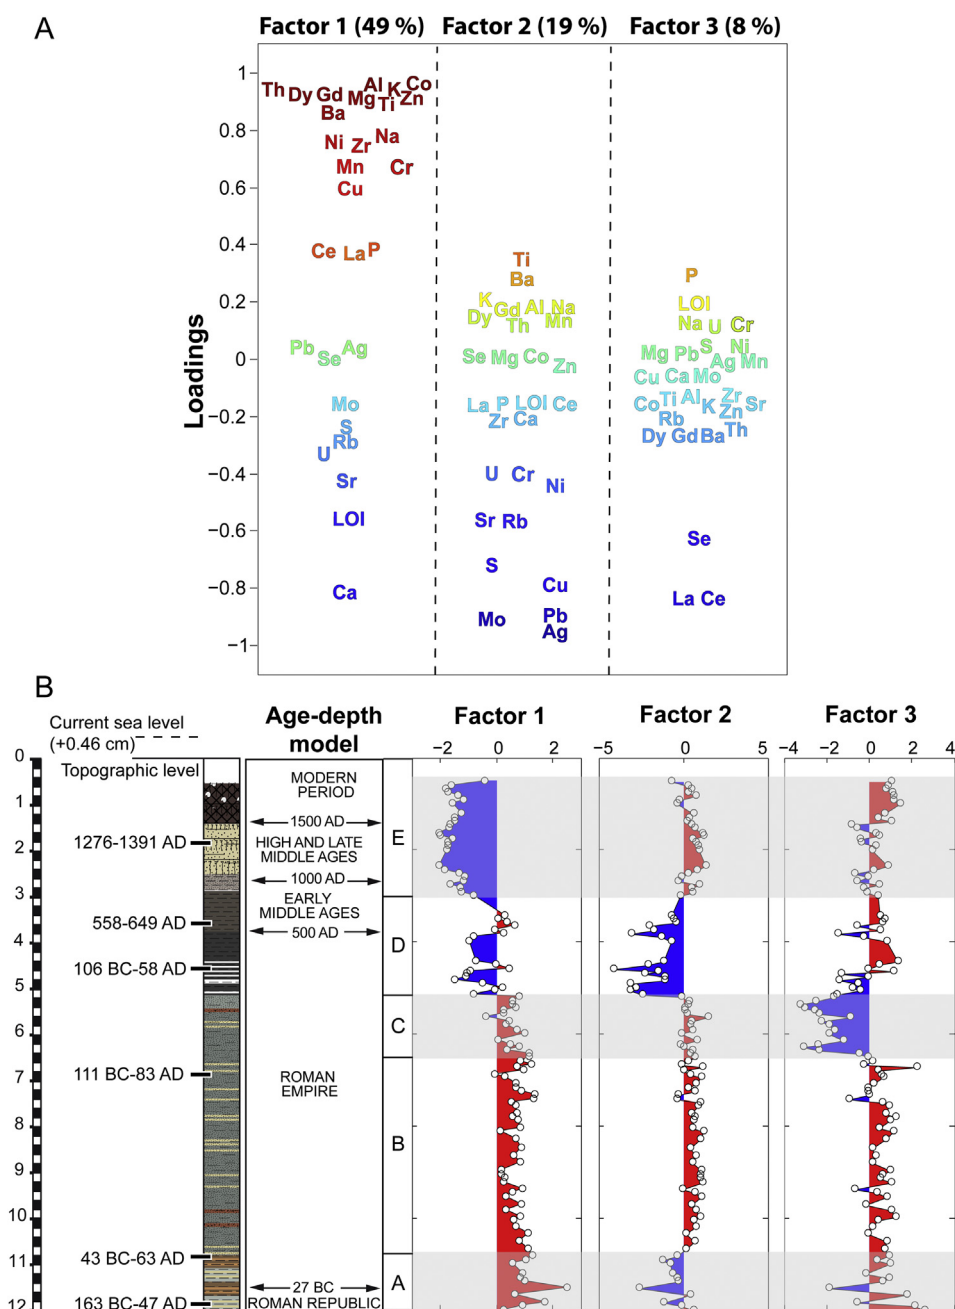 A
Factor 1 (49 %) Factor 2 (19 %) Factor 3 (8 %)
Loadings
1
0.8
0.6
0.4
0.2
0
−0.2
−0.4
−0.6
−0.8
−1
Th Dy Gd Mg Al K Co
Ba Ti Zn
Ni Zr Na
Mn Cr
Cu
Ce La P
Pb Se Ag
Mo
S
U Rb
Sr
LOI
Ca
Ti
Ba
K Gd Al Na
Dy Th Mn
Se Mg Co Zn
La P LOI Ce
Zr Ca
U Cr Ni
Sr Rb
S
Cu
Mo Pb
Ag
P
LOI
Na U Cr
S Ni
Mg Pb Ag Mn
Cu Ca Mo
Co Ti Al K Zr Sr
Rb Zn
Dy Gd Ba Th
Se
La Ce
B
Current sea level
(+0.46 cm)
Topographic level
Age-depth
model
Factor 1 Factor 2 Factor 3
−2 0 2 −5 0 5 −4 −2 0 2 4
0
1
2
3
4
5
6
7
8
9
10
11
12
1276-1391 AD
558-649 AD
106 BC-58 AD
111 BC-83 AD
43 BC-63 AD
163 BC-47 AD
MODERN
PERIOD
1500 AD
HIGH AND LATE
MIDDLE AGES
1000 AD
EARLY
MIDDLE AGES
500 AD
ROMAN
EMPIRE
27 BC
ROMAN REPUBLIC
E
D
C
B
A